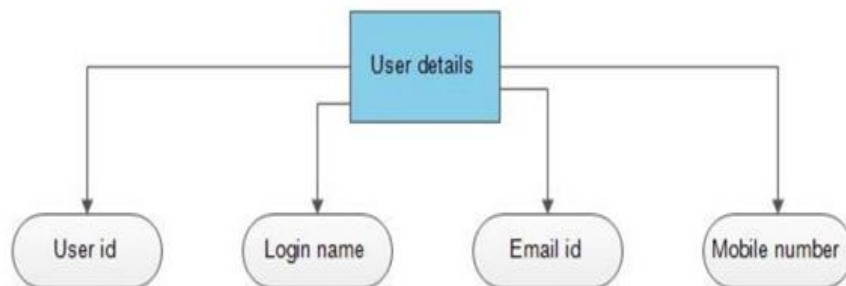 User details
User id
Login name
Email id
Mobile number